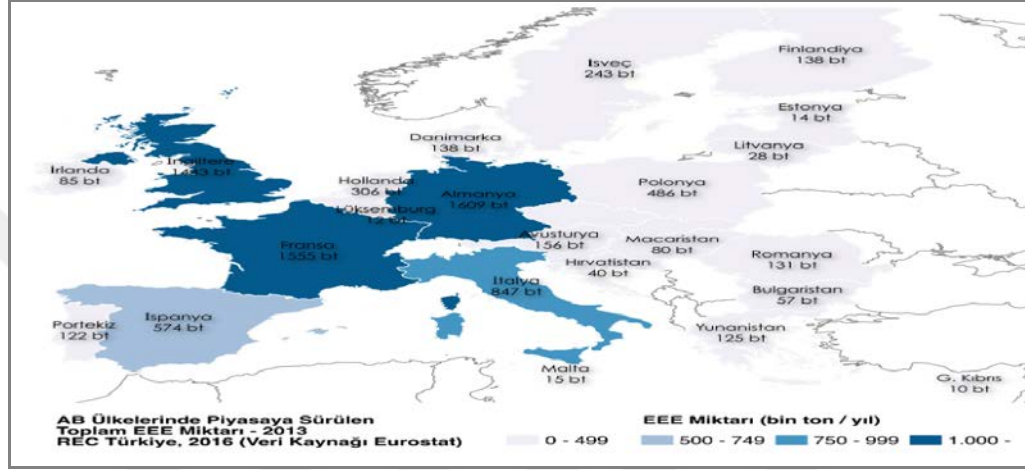 Finlandiya
138 bt
İsveç
243 bt
Estonya
14 bt
Danimarka
138 bt
Litvanya
28 bt
İrlanda
85 bt
İngiltere
1443 bt
Hollanda
306 bt
Almanya
1609 bt
Polonya
486 bt
Lüksemburg
12 bt
Fransa
1555 bt
Avusturya
156 bt
Macaristan
80 bt
Hırvatistan
40 bt
Romanya
131 bt
İtalya
847 bt
Bulgaristan
57 bt
Portekiz
122 bt
İspanya
574 bt
Yunanistan
125 bt
Malta
15 bt
G. Kıbrıs
10 bt
AB Ülkelerinde Piyasaya Sürülen
Toplam EEE Miktarı - 2013
REC Türkiye, 2016 (Veri Kaynağı Eurostat)
EEE Miktarı (bin ton / yıl)
0 - 499 500 - 749 750 - 999 1.000 -